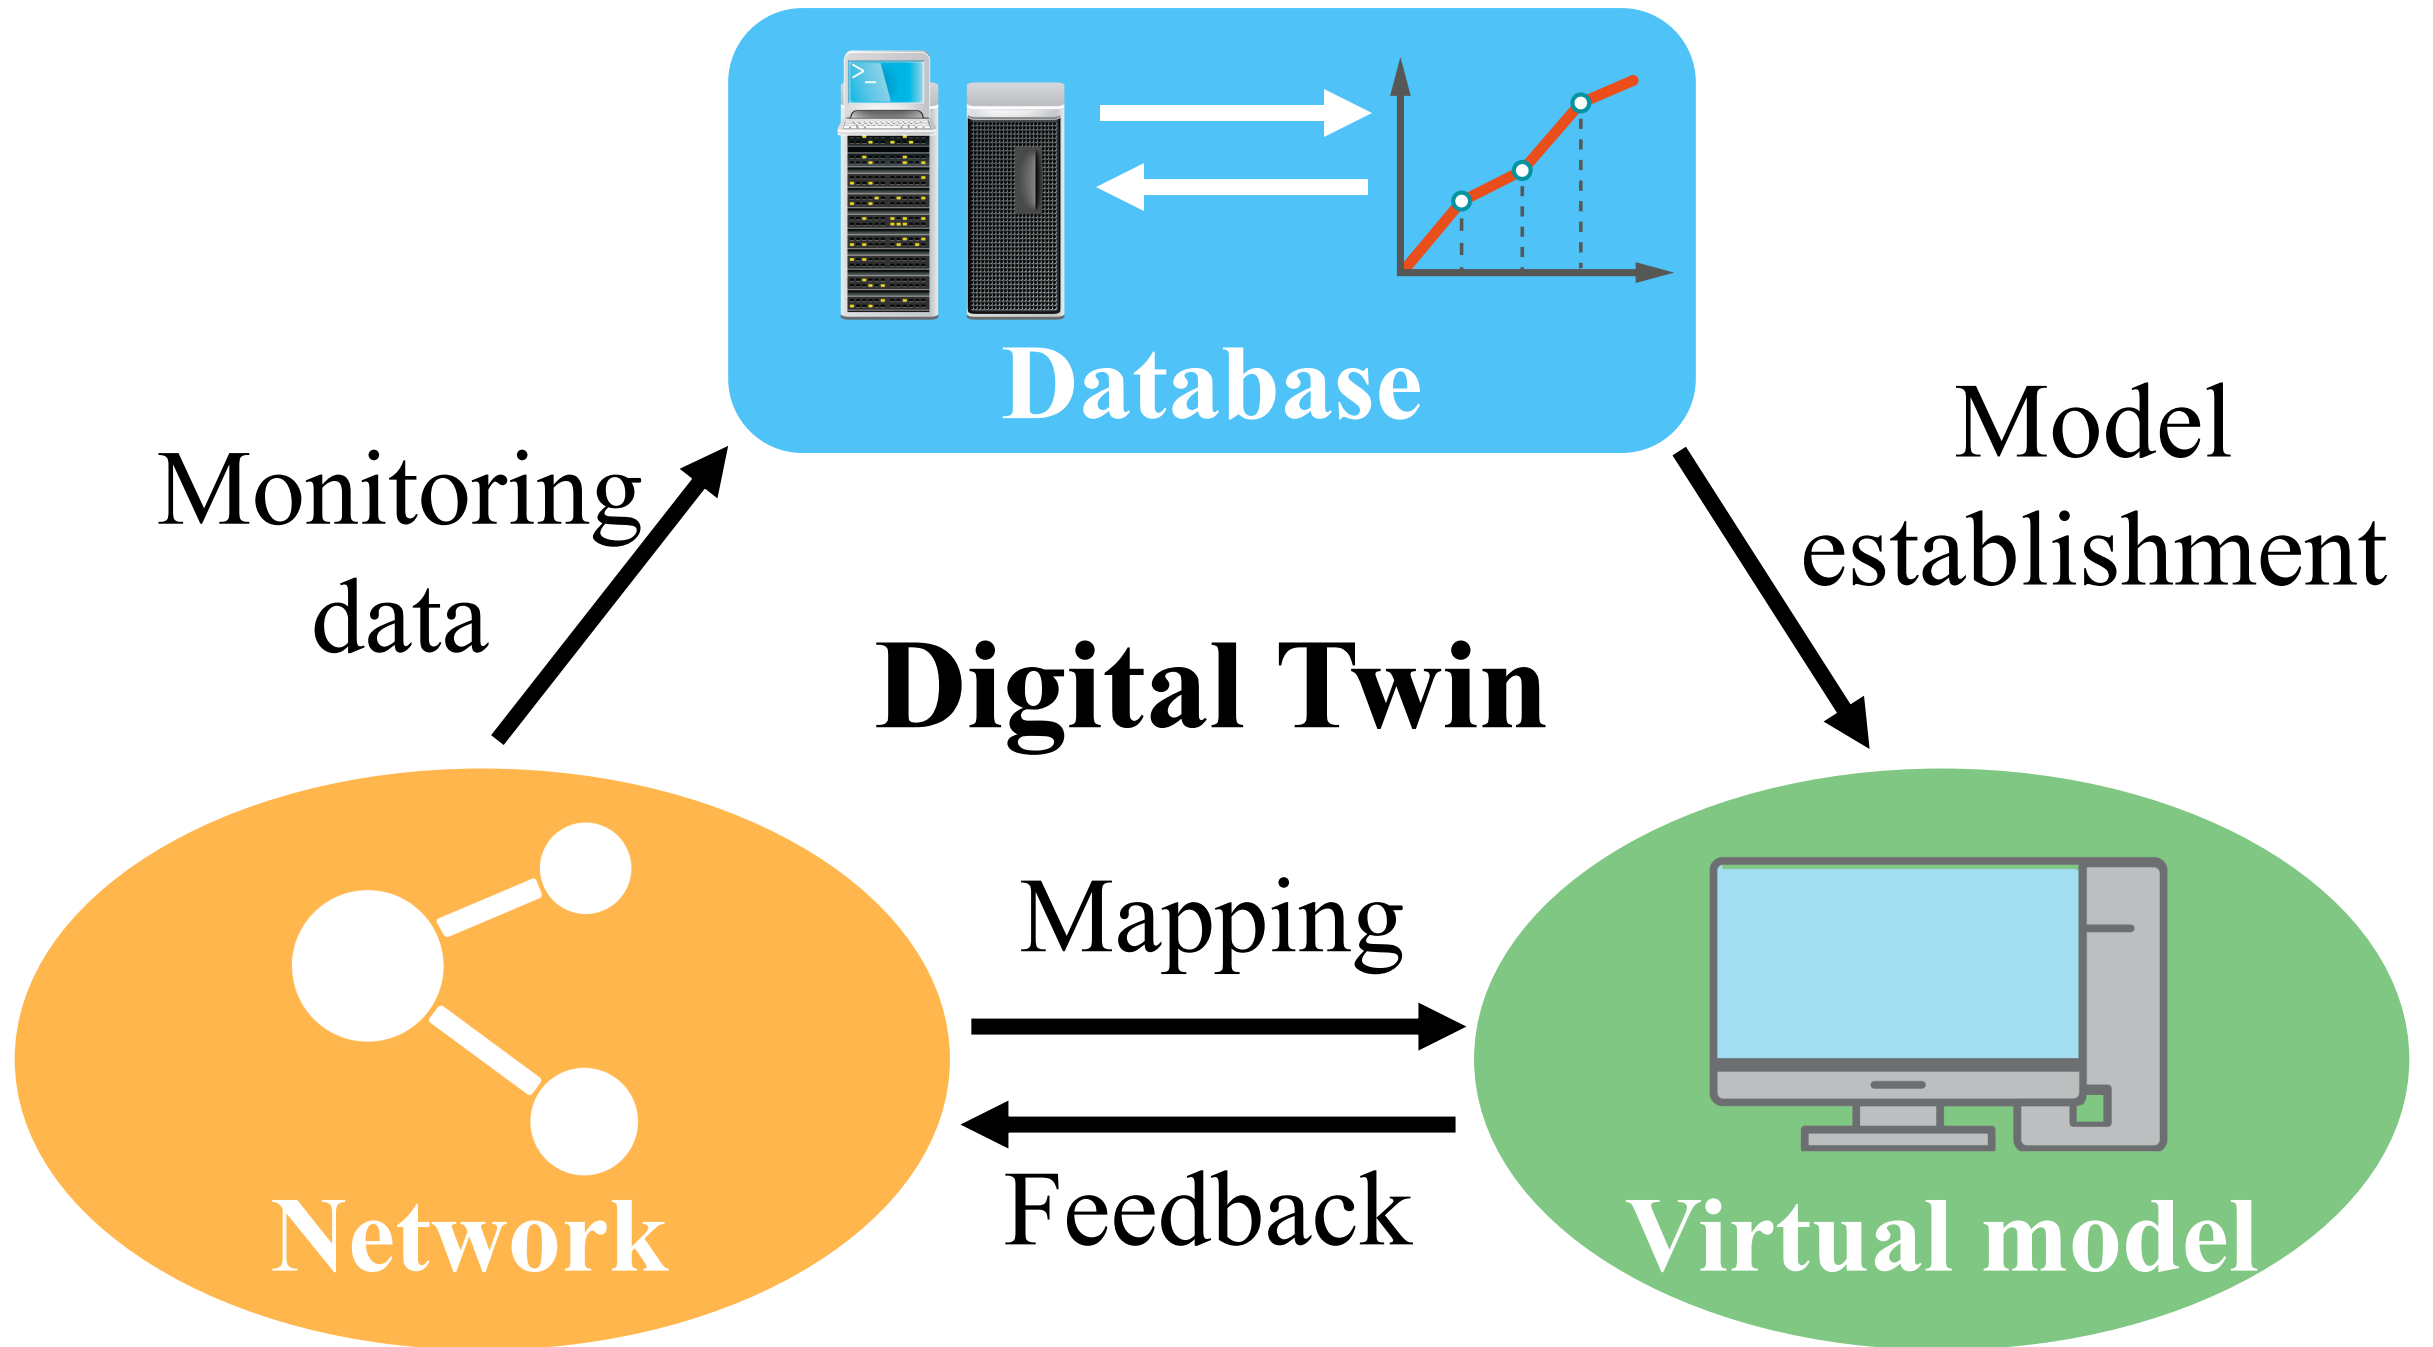 Database
Monitoring
data
Model
establishment
Digital Twin
Mapping
Feedback
Network
Virtual model